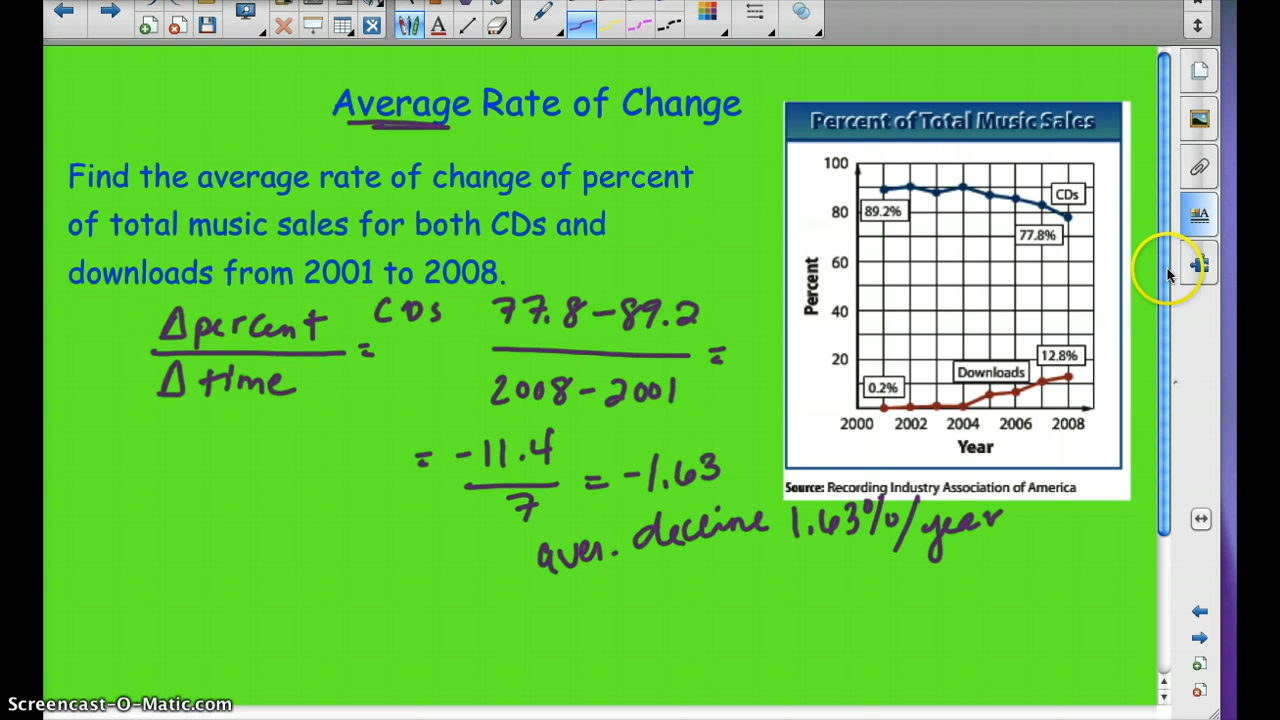 Average Rate of Change
Find the average rate of change of percent
of total music sales for both CDs and
downloads from 2001 to 2008.
Δpercent
Δ time
=
CDs
77.8-89.2
2008-2001
=
= -11.4
7
= -1.63
aver. decline 1.63%/year
Percent of Total Music Sales
100
80
60
40
20
Percent
CDs
89.2%
77.8%
12.8%
Downloads
0.2%
2000 2002 2004 2006 2008
Year
Source: Recording Industry Association of America
Screencast-O-Matic.com